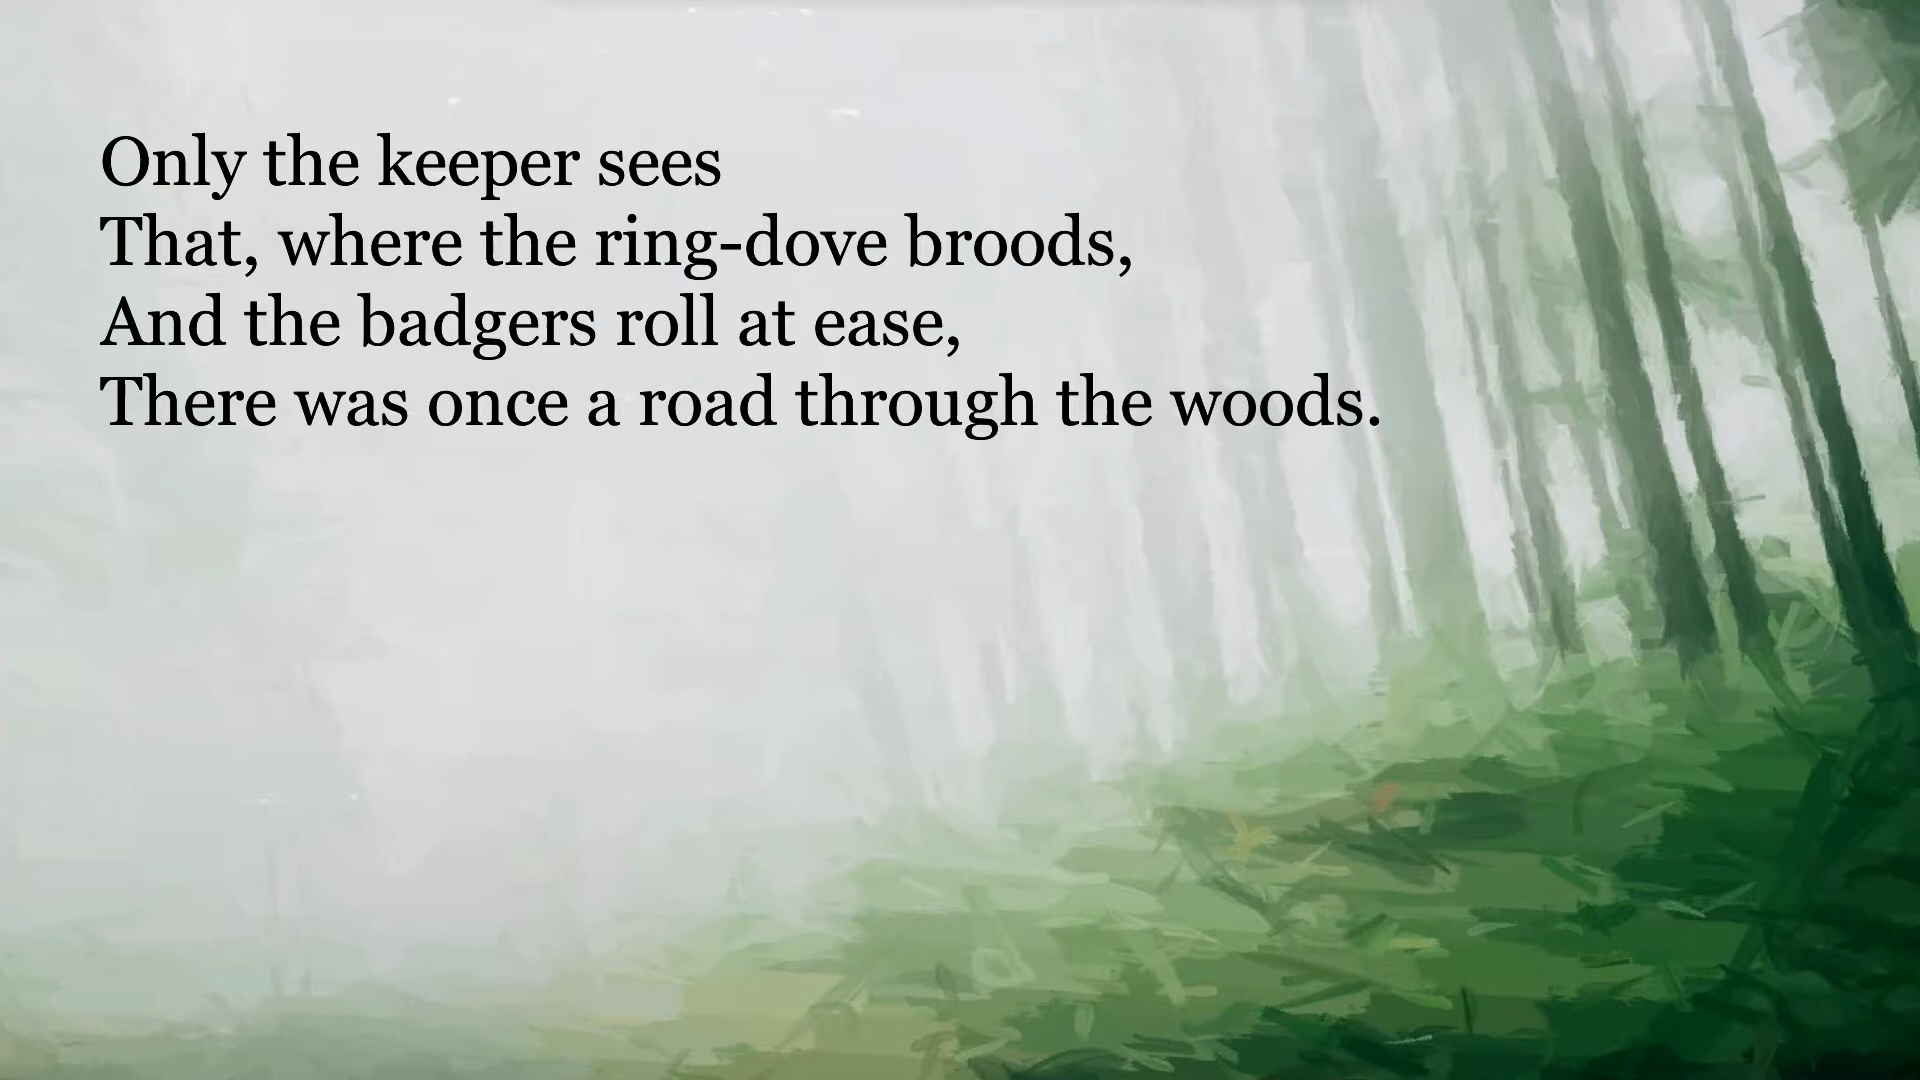 Only the keeper sees
That, where the ring-dove broods,
And the badgers roll at ease,
There was once a road through the woods.